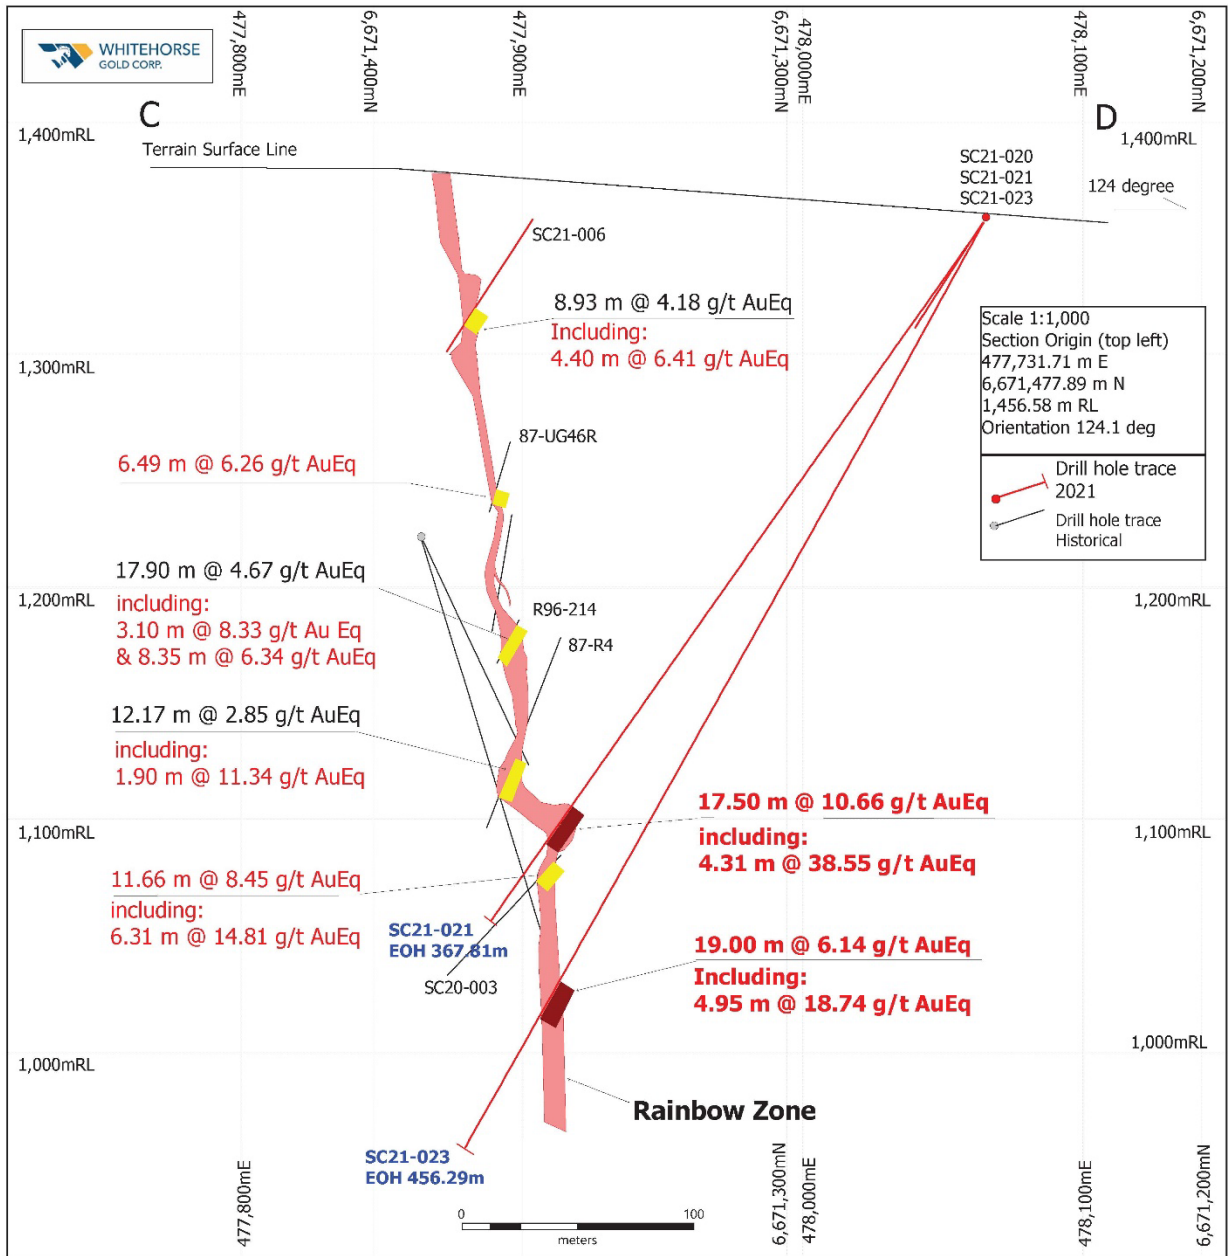 477,800mE
6,671,400mN
477,900mE
6,671,300mN
478,000mE
478,100mE
6,671,200mN
WHITEHORSE
GOLD CORP.
C
D
1,400mRL
1,400mRL
Terrain Surface Line
SC21-020
SC21-021
SC21-023
124 degree
SC21-006
8.93 m @ 4.18 g/t AuEq
Including:
4.40 m @ 6.41 g/t AuEq
Scale 1:1,000
Section Origin (top left)
477,731.71 m E
6,671,477.89 m N
1,456.58 m RL
Orientation 124.1 deg
1,300mRL
1,300mRL
87-UG46R
6.49 m @ 6.26 g/t AuEq
Drill hole trace
2021
Drill hole trace
Historical
17.90 m @ 4.67 g/t AuEq
including:
3.10 m @ 8.33 g/t Au Eq
& 8.35 m @ 6.34 g/t AuEq
1,200mRL
1,200mRL
R96-214
87-R4
12.17 m @ 2.85 g/t AuEq
including:
1.90 m @ 11.34 g/t AuEq
17.50 m @ 10.66 g/t AuEq
including:
4.31 m @ 38.55 g/t AuEq
1,100mRL
1,100mRL
11.66 m @ 8.45 g/t AuEq
including:
6.31 m @ 14.81 g/t AuEq
SC21-021
EOH 367.81m
SC20-003
19.00 m @ 6.14 g/t AuEq
Including:
4.95 m @ 18.74 g/t AuEq
1,000mRL
1,000mRL
Rainbow Zone
SC21-023
EOH 456.29m
477,800mE
477,900mE
6,671,300mN
478,000mE
478,100mE
6,671,200mN
0
100
meters